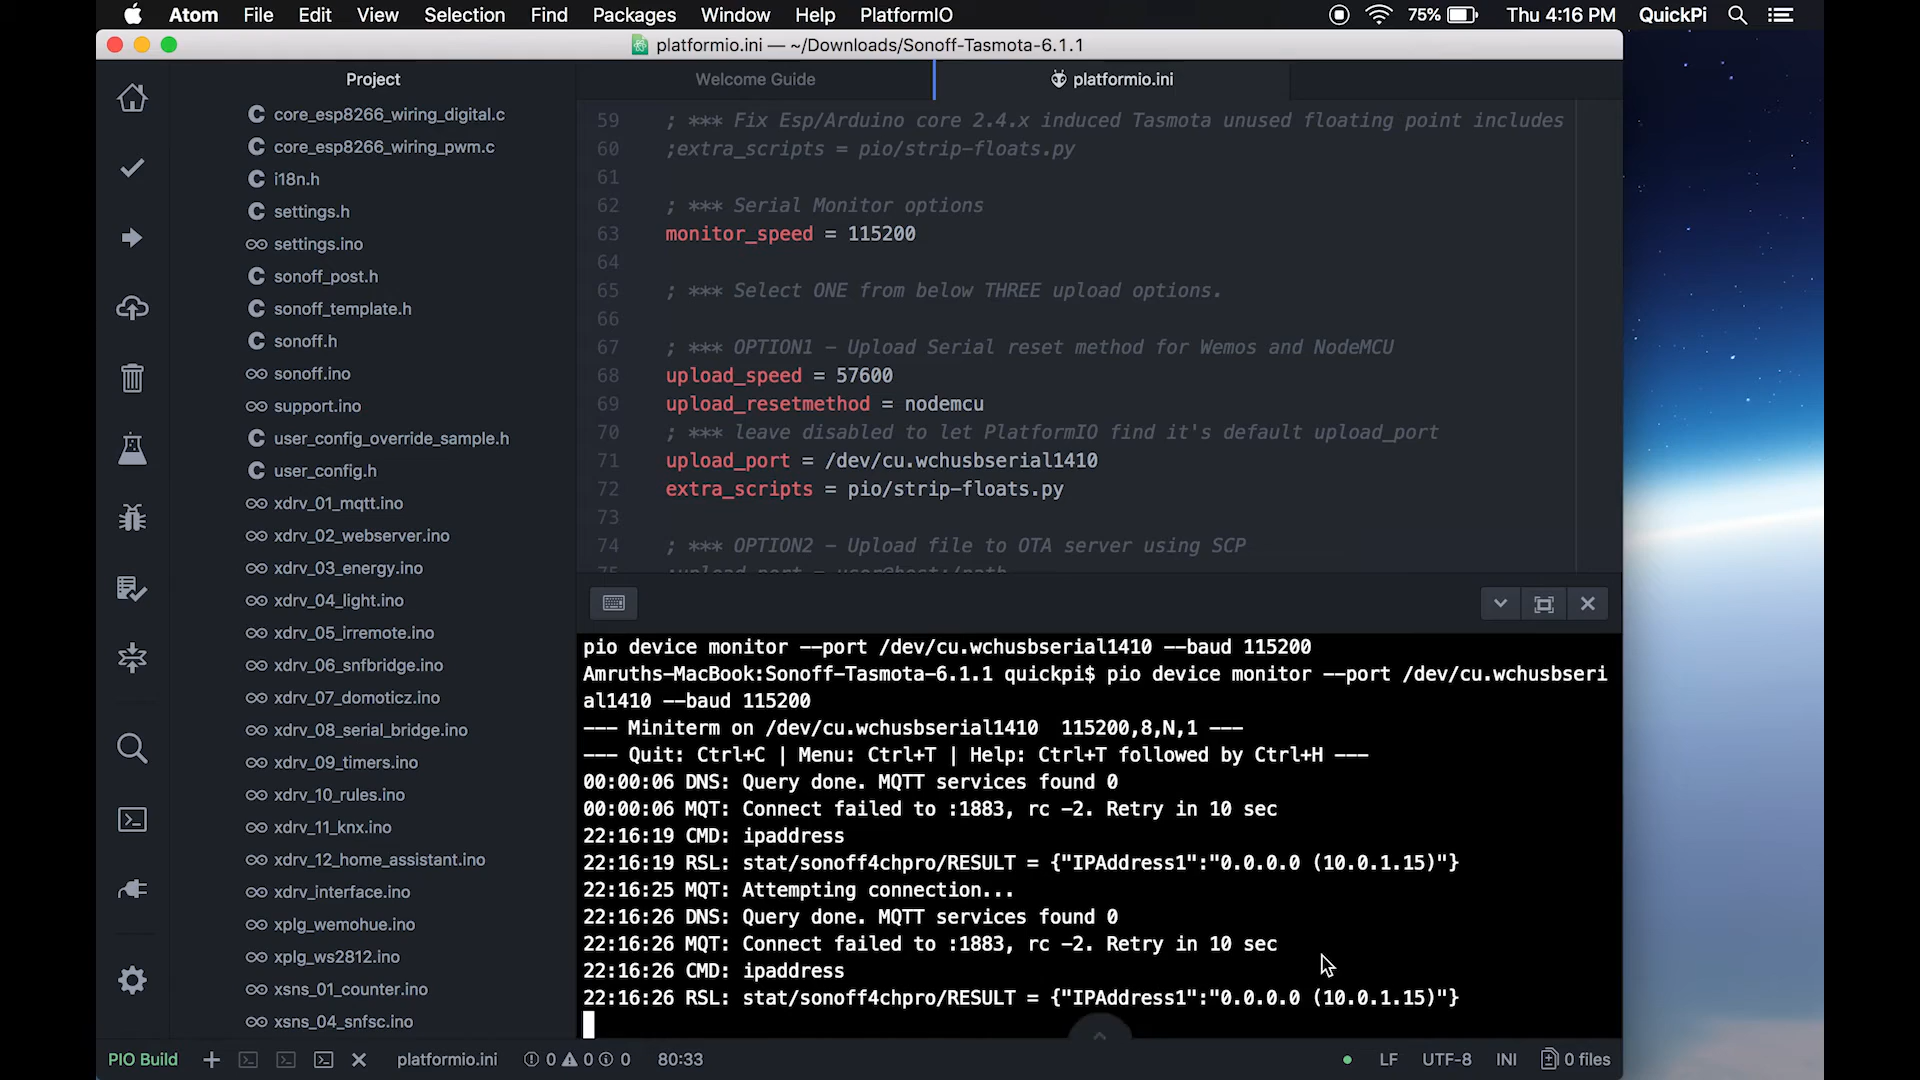 Atom File Edit View Selection Find Packages Window Help PlatformIO 75% Thu 4:16 PM QuickPi
platformio.ini — ~/Downloads/Sonoff-Tasmota-6.1.1
Project
Welcome Guide
platformio.ini
core_esp8266_wiring_digital.c
core_esp8266_wiring_pwm.c
i18n.h
settings.h
settings.ino
sonoff_post.h
sonoff_template.h
sonoff.h
sonoff.ino
support.ino
user_config_override_sample.h
user_config.h
xdrv_01_mqtt.ino
xdrv_02_webserver.ino
xdrv_03_energy.ino
xdrv_04_light.ino
xdrv_05_irremote.ino
xdrv_06_snfbridge.ino
xdrv_07_domoticz.ino
xdrv_08_serial_bridge.ino
xdrv_09_timers.ino
xdrv_10_rules.ino
xdrv_11_knx.ino
xdrv_12_home_assistant.ino
xdrv_interface.ino
xplg_wemohue.ino
xplg_ws2812.ino
xsns_01_counter.ino
xsns_04_snfsc.ino
59 ; *** Fix Esp/Arduino core 2.4.x induced Tasmota unused floating point includes
60 ;extra_scripts = pio/strip-floats.py
61
62 ; *** Serial Monitor options
63 monitor_speed = 115200
64
65 ; *** Select ONE from below THREE upload options.
66
67 ; *** OPTION1 - Upload Serial reset method for Wemos and NodeMCU
68 upload_speed = 57600
69 upload_resetmethod = nodemcu
70 ; *** leave disabled to let PlatformIO find it's default upload_port
71 upload_port = /dev/cu.wchusbserial1410
72 extra_scripts = pio/strip-floats.py
73
74 ; *** OPTION2 - Upload file to OTA server using SCP
75 ;upload_port = user@host:/path
pio device monitor --port /dev/cu.wchusbserial1410 --baud 115200
Amruths-MacBook:Sonoff-Tasmota-6.1.1 quickpi$ pio device monitor --port /dev/cu.wchusbseri
al1410 --baud 115200
--- Miniterm on /dev/cu.wchusbserial1410  115200,8,N,1 ---
--- Quit: Ctrl+C | Menu: Ctrl+T | Help: Ctrl+T followed by Ctrl+H ---
00:00:06 DNS: Query done. MQTT services found 0
00:00:06 MQT: Connect failed to :1883, rc -2. Retry in 10 sec
22:16:19 CMD: ipaddress
22:16:19 RSL: stat/sonoff4chpro/RESULT = {"IPAddress1":"0.0.0.0 (10.0.1.15)"}
22:16:25 MQT: Attempting connection...
22:16:26 DNS: Query done. MQTT services found 0
22:16:26 MQT: Connect failed to :1883, rc -2. Retry in 10 sec
22:16:26 CMD: ipaddress
22:16:26 RSL: stat/sonoff4chpro/RESULT = {"IPAddress1":"0.0.0.0 (10.0.1.15)"}
PIO Build platformio.ini 0 0 0 80:33 LF UTF-8 INI 0 files